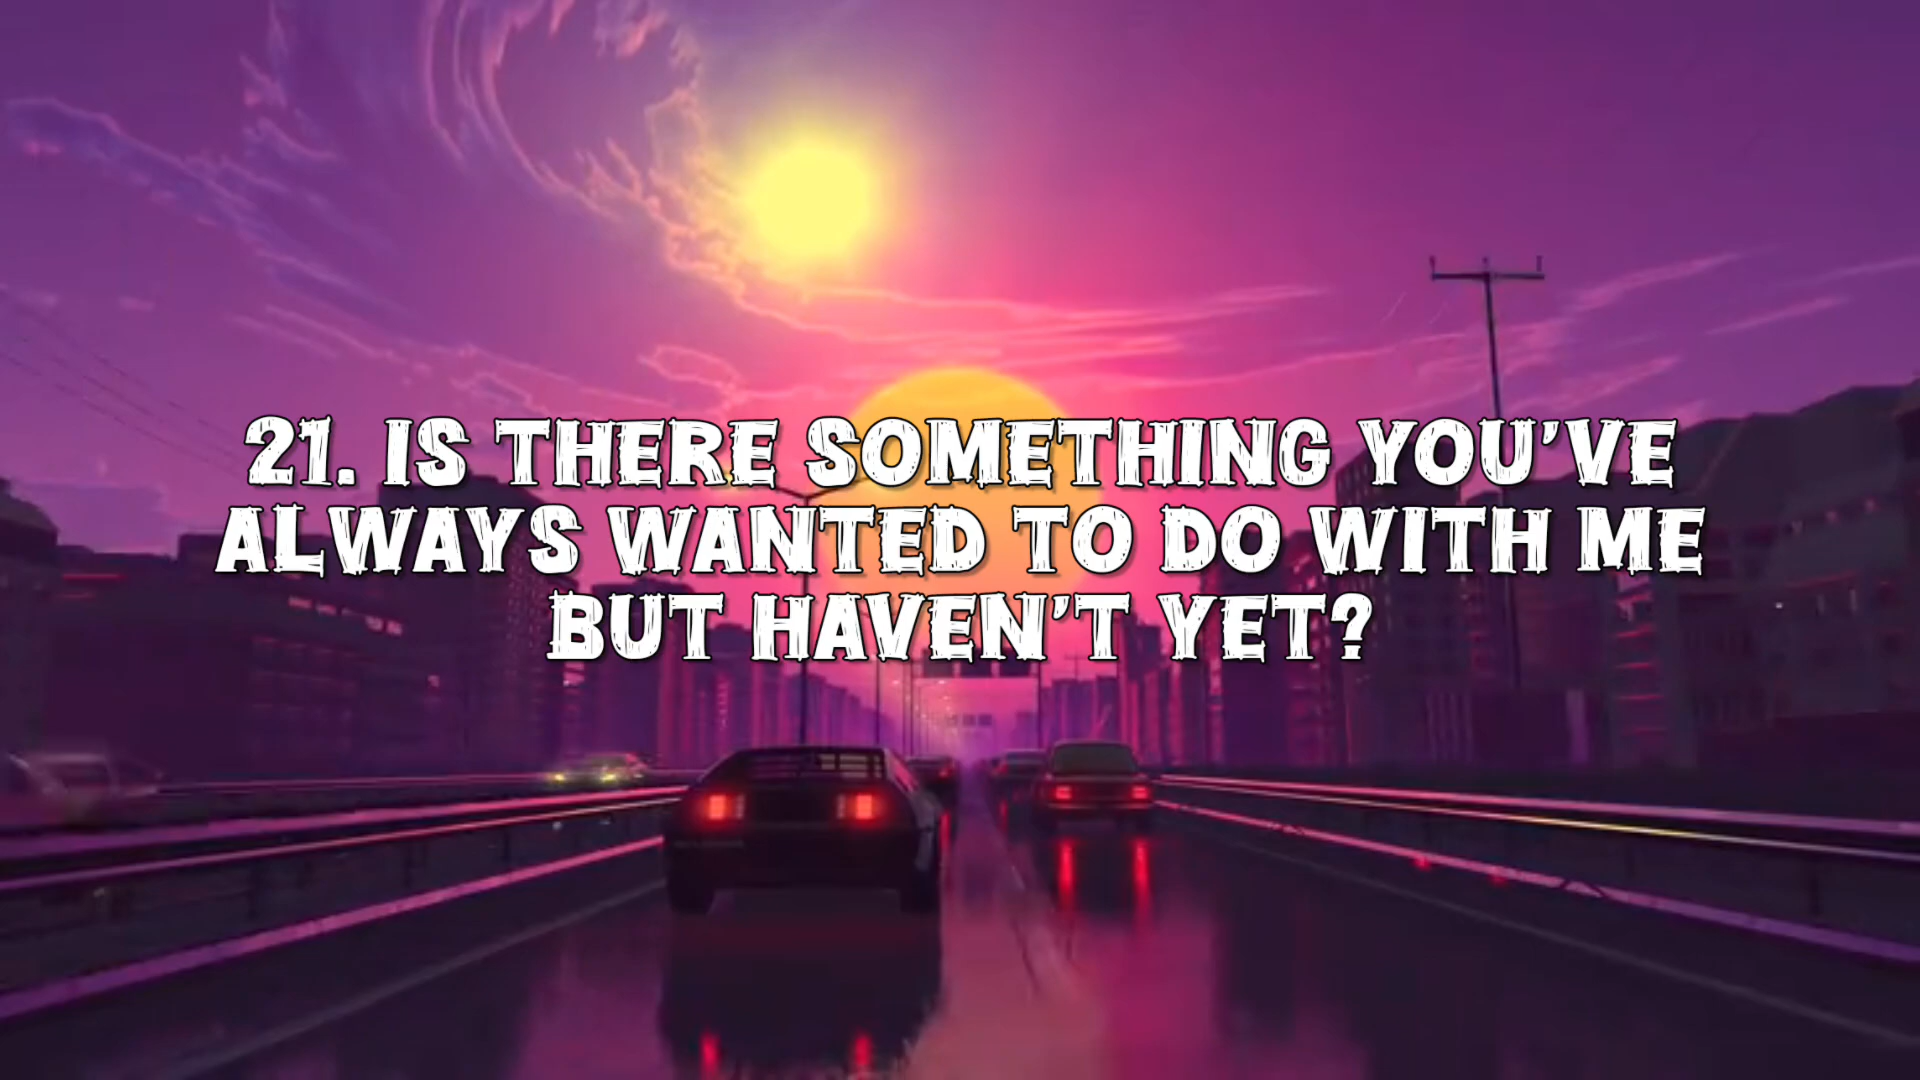 21. IS THERE SOMETHING YOU'VE
ALWAYS WANTED TO DO WITH ME
BUT HAVEN'T YET?